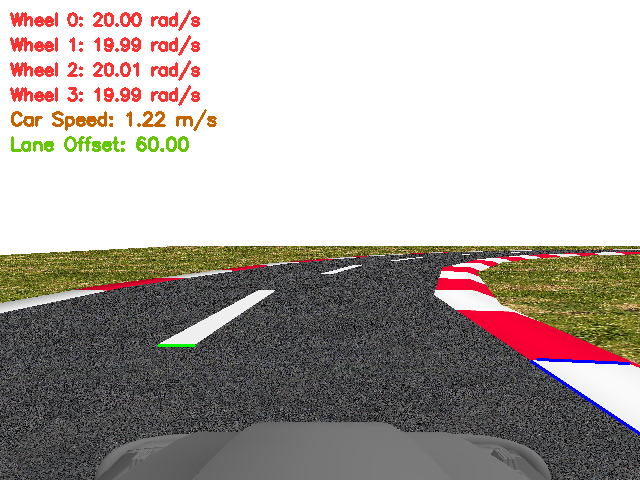 Wheel 0: 20.00 rad/s
Wheel 1: 19.99 rad/s
Wheel 2: 20.01 rad/s
Wheel 3: 19.99 rad/s
Car Speed: 1.22 m/s
Lane Offset: 60.00